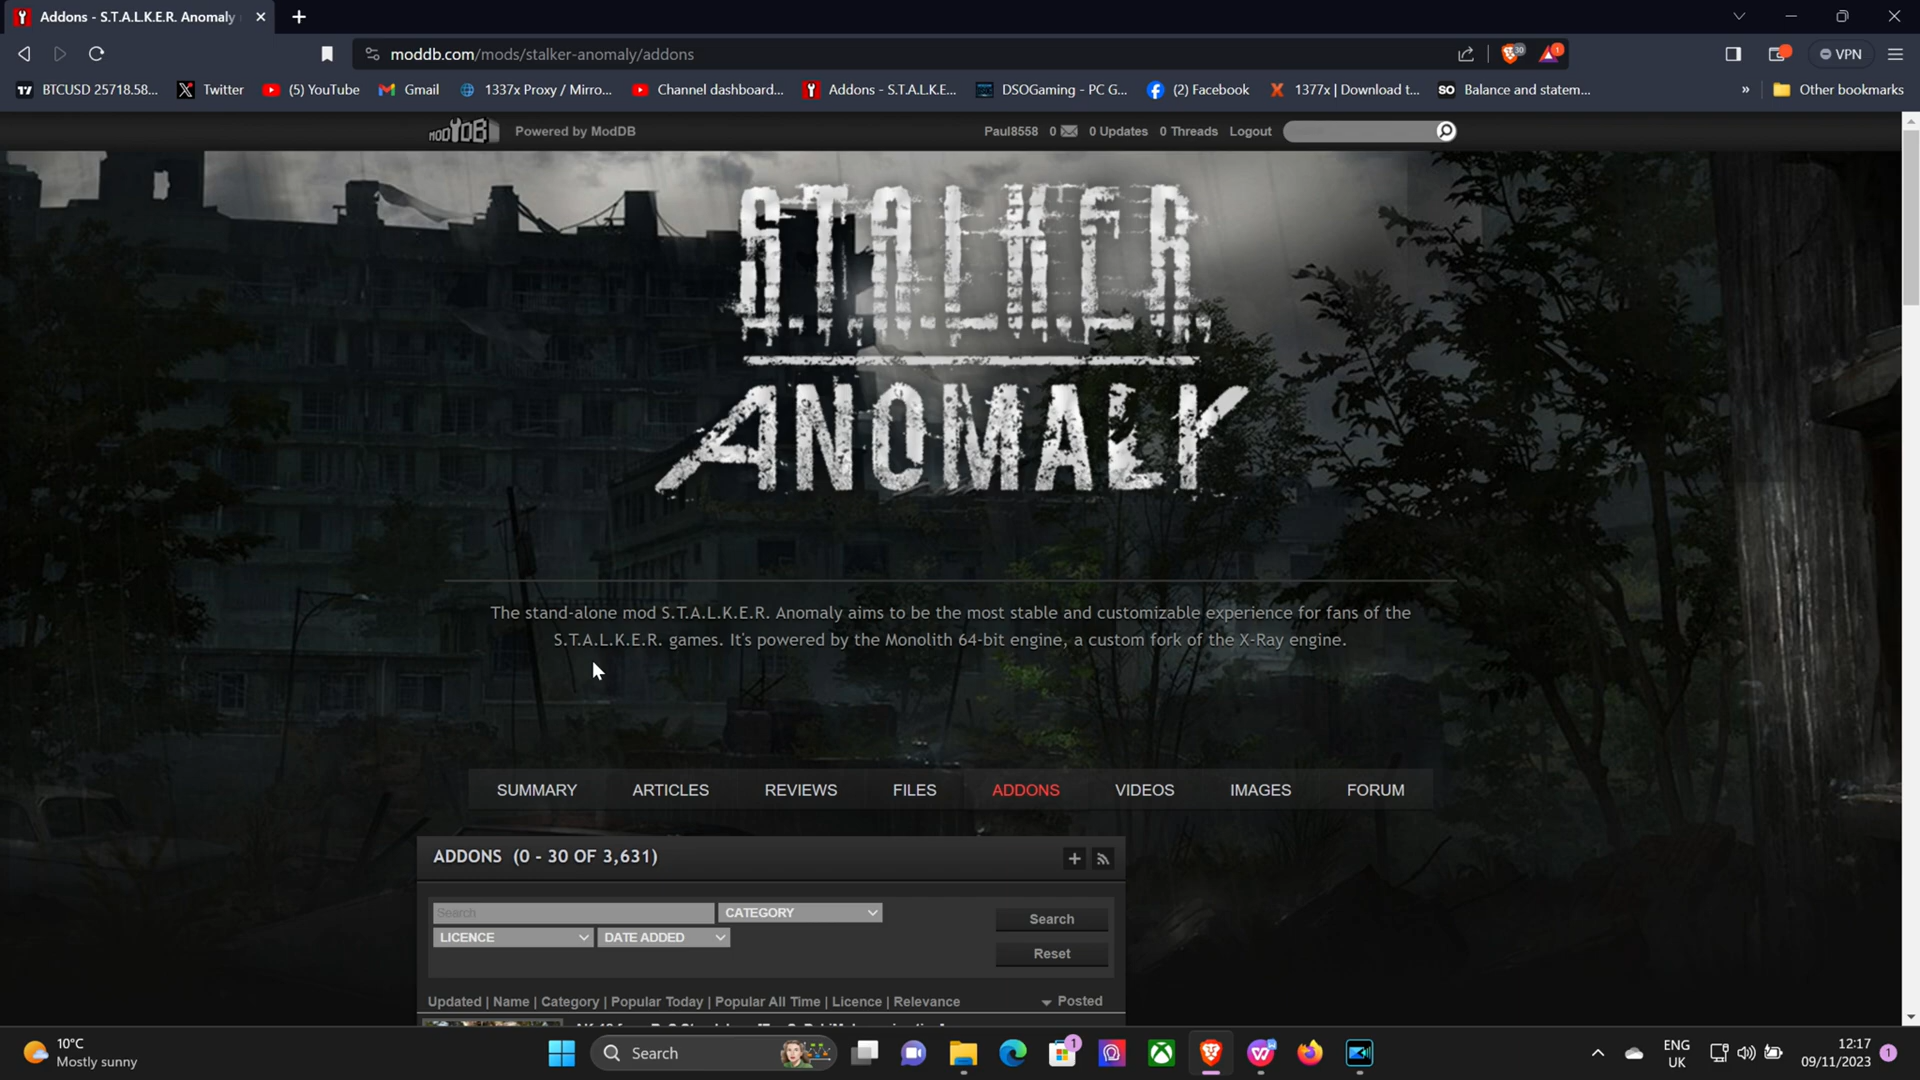 Addons - S.T.A.L.K.E.R. Anomaly
moddb.com/mods/stalker-anomaly/addons
30
1
VPN
BTCUSD 25718.58...
Twitter
(5) YouTube
Gmail
1337x Proxy / Mirro...
Channel dashboard...
Addons - S.T.A.L.K.E...
DSOGaming - PC G...
(2) Facebook
1377x | Download t...
SO Balance and statem...
»
Other bookmarks
MODDB Powered by ModDB
Paul8558 0 0 Updates 0 Threads Logout
S.T.A.L.K.E.R.
ANOMALY
The stand-alone mod S.T.A.L.K.E.R. Anomaly aims to be the most stable and customizable experience for fans of the
S.T.A.L.K.E.R. games. It's powered by the Monolith 64-bit engine, a custom fork of the X-Ray engine.
SUMMARY ARTICLES REVIEWS FILES ADDONS VIDEOS IMAGES FORUM
ADDONS (0 - 30 OF 3,631)
Search CATEGORY Search
LICENCE DATE ADDED
Reset
Updated | Name | Category | Popular Today | Popular All Time | Licence | Relevance Posted
10°C
Mostly sunny
Search
1
ENG
UK
12:17
09/11/2023
1